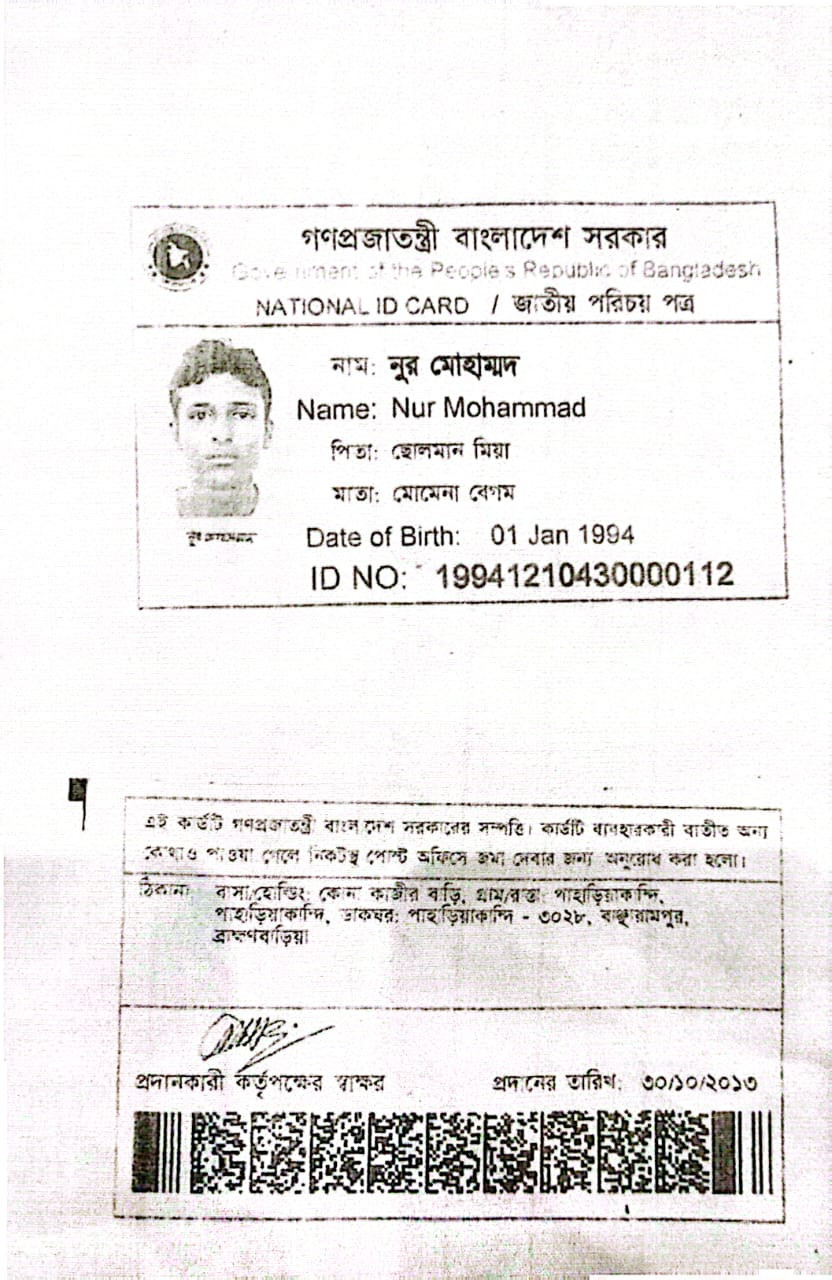 গণপ্রজাতন্ত্রী বাংলাদেশ সরকার
Government of the People's Republic of Bangladesh
NATIONAL ID CARD / জাতীয় পরিচয় পত্র
নাম: নুর মোহাম্মদ
Name: Nur Mohammad
পিতা: ছোলমান মিয়া
মাতা: মোমেনা বেগম
Date of Birth: 01 Jan 1994
ID NO: 19941210430000112
এই কার্ডটি গণপ্রজাতন্ত্রী বাংলাদেশ সরকারের সম্পত্তি। কার্ডটি ব্যবহারকারী ব্যতীত অন্য
কোথাও পাওয়া গেলে নিকটস্থ পোস্ট অফিসে জমা দেবার জন্য অনুরোধ করা হলো।
ঠিকানা: বাসা/হোল্ডিং: কোনা কাজীর বাড়ি, গ্রাম/রাস্তা: পাহাড়িয়াকান্দি,
পাহাড়িয়াকান্দি, ডাকঘর: পাহাড়িয়াকান্দি - ৩০২৮, বাঞ্ছারামপুর,
ব্রাহ্মণবাড়িয়া
প্রদানকারী কর্তৃপক্ষের স্বাক্ষর
প্রদানের তারিখ: ৩০/১০/২০১৩